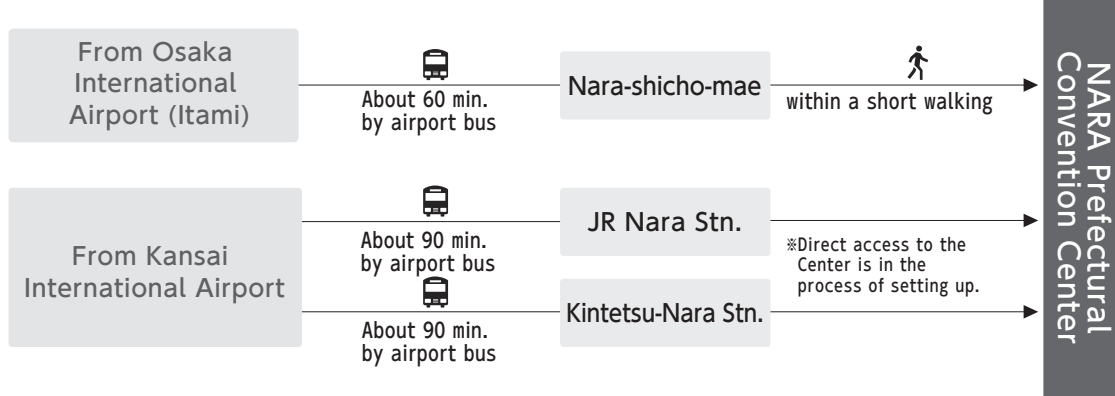 From Osaka
International
Airport (Itami)
About 60 min.
by airport bus
Nara-shicho-mae
within a short walking
From Kansai
International Airport
About 90 min.
by airport bus
JR Nara Stn.
※Direct access to the
Center is in the
process of setting up.
About 90 min.
by airport bus
Kintetsu-Nara Stn.
NARA Prefectural
Convention Center